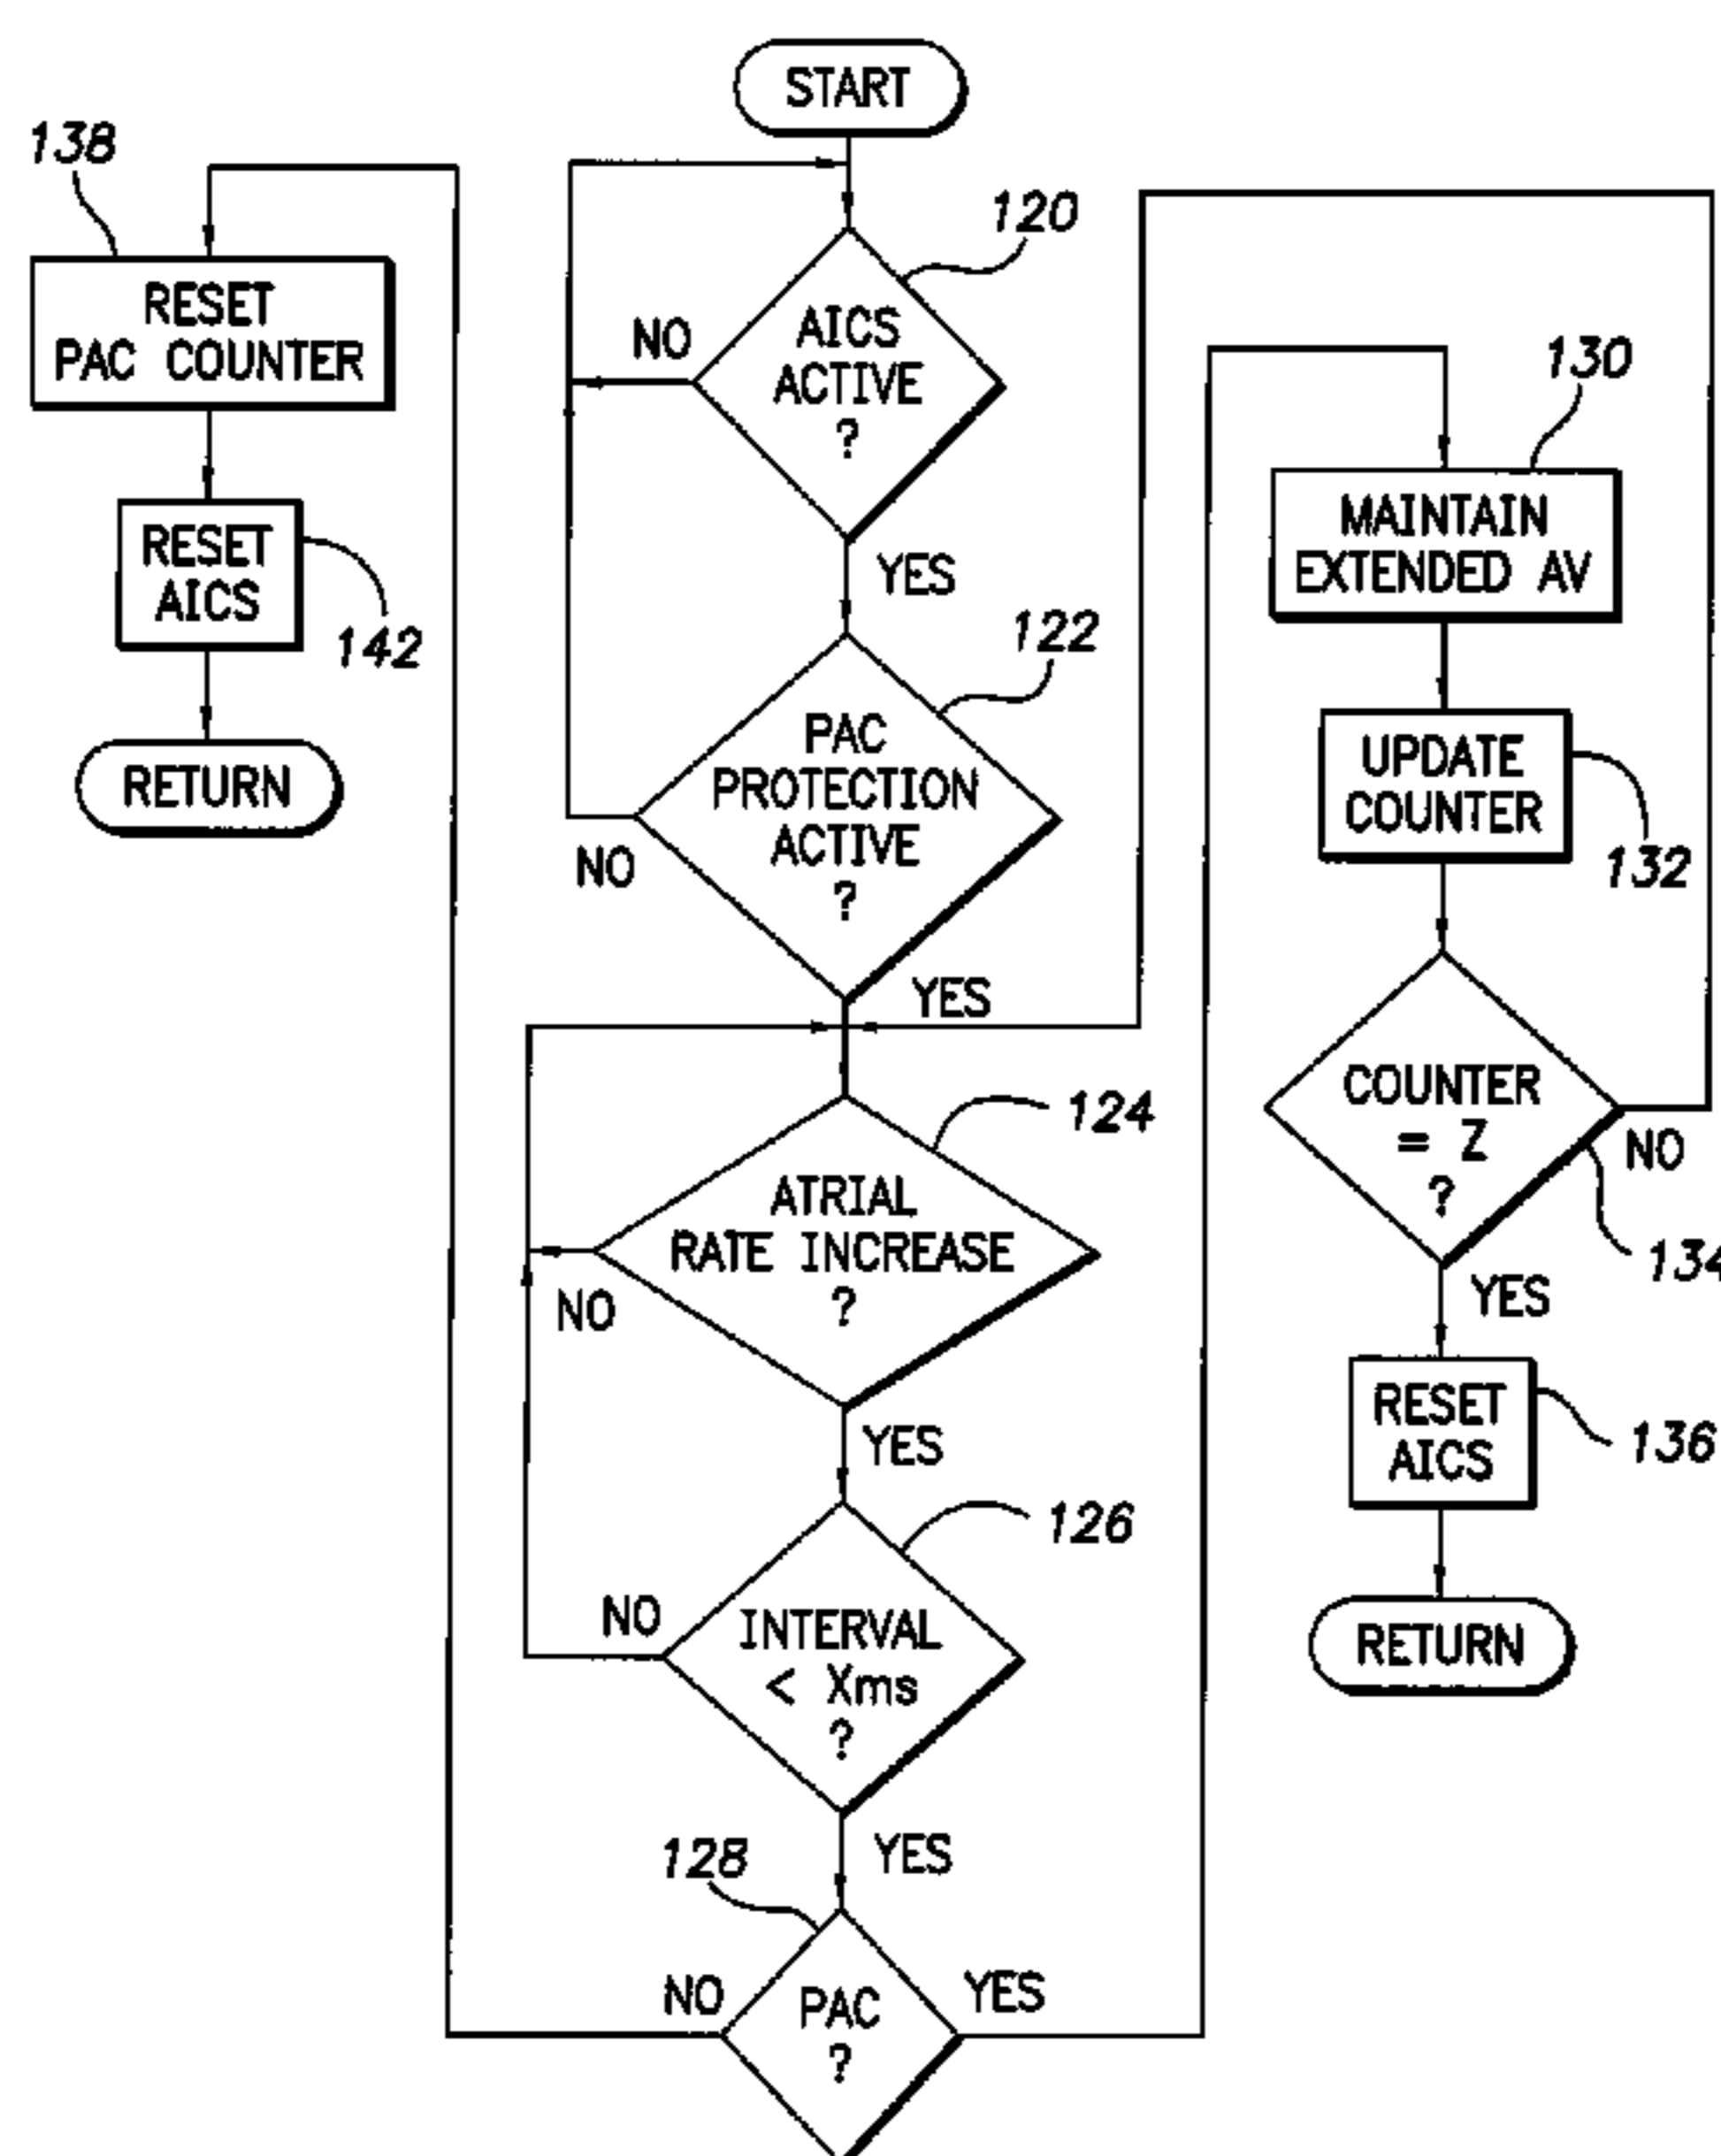 START
138
RESET
PAC COUNTER
RESET
AICS
142
RETURN
120
AICS
ACTIVE
?
NO
YES
122
PAC
PROTECTION
ACTIVE
?
NO
YES
124
ATRIAL
RATE INCREASE
?
NO
YES
126
INTERVAL
< Xms
?
NO
YES
128
PAC
?
NO
YES
130
MAINTAIN
EXTENDED AV
UPDATE
COUNTER
132
COUNTER
= Z
?
NO
134
YES
RESET
AICS
136
RETURN